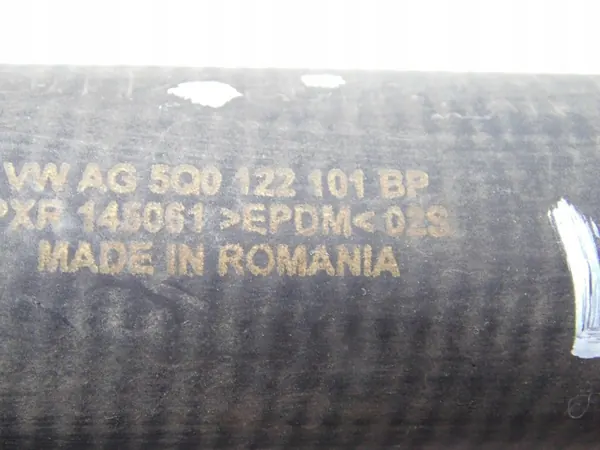 VW AG 5Q0 122 101 BP
PXR 146061 >EPDM< 02S
MADE IN ROMANIA